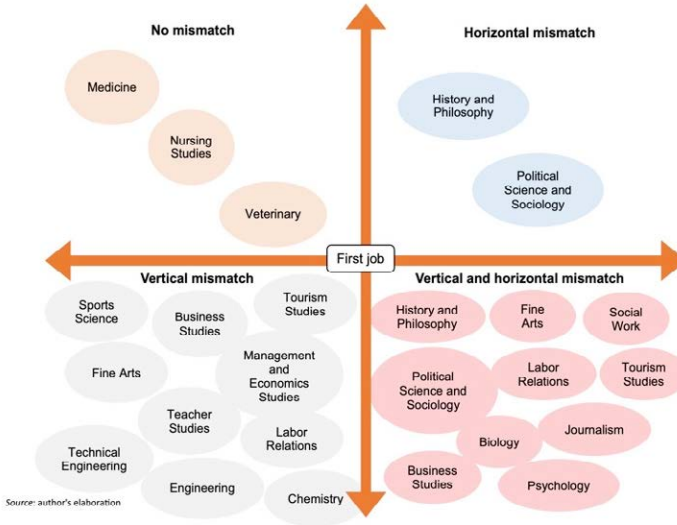 No mismatch
Horizontal mismatch
Medicine
Nursing
Studies
Veterinary
History and
Philosophy
Political
Science and
Sociology
First job
Vertical mismatch
Vertical and horizontal mismatch
Sports
Science
Business
Studies
Tourism
Studies
Fine Arts
Management
and
Economics
Studies
Teacher
Studies
Labor
Relations
Technical
Engineering
Engineering
Chemistry
History and
Philosophy
Fine
Arts
Social
Work
Political
Science and
Sociology
Labor
Relations
Tourism
Studies
Biology
Journalism
Business
Studies
Psychology
Source: author's elaboration